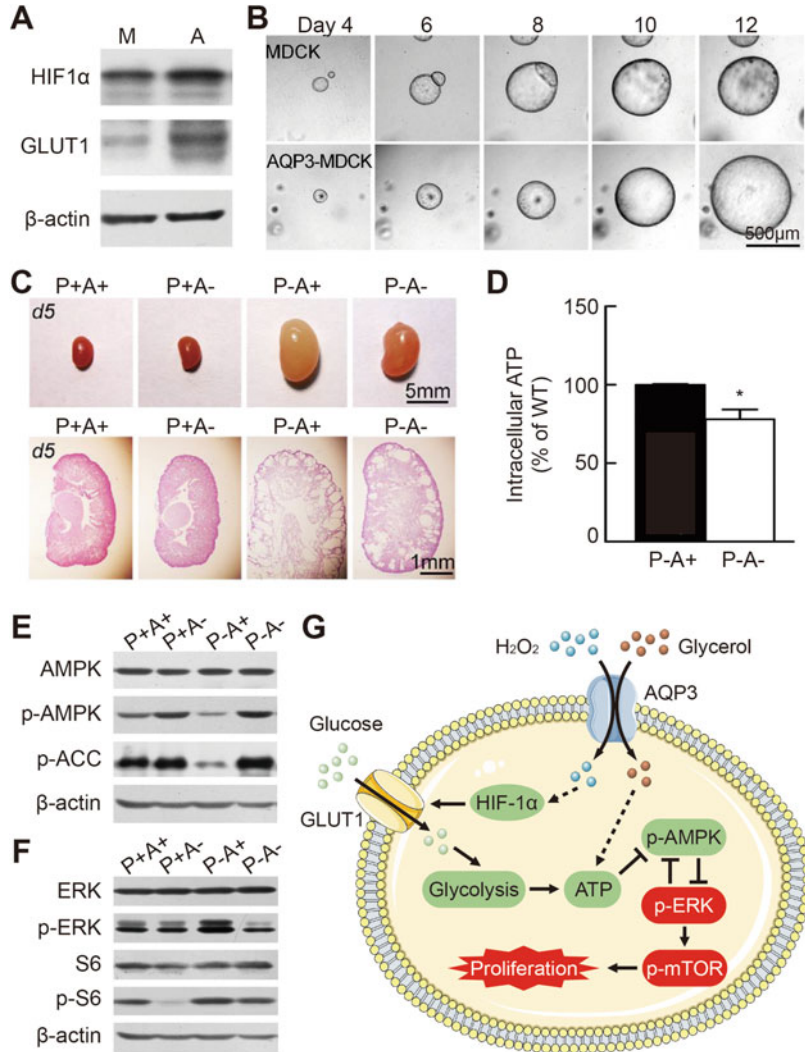 A
M A
HIF1α
GLUT1
β-actin
B
Day 4 6 8 10 12
MDCK
AQP3-MDCK
500μm
C
P+A+ P+A- P-A+ P-A-
d5
5mm
P+A+ P+A- P-A+ P-A-
d5
1mm
D
Intracellular ATP
(% of WT)
150
100
50
0
*
P-A+ P-A-
E
P+A+ P+A- P-A+ P-A-
AMPK
p-AMPK
p-ACC
β-actin
F
P+A+ P+A- P-A+ P-A-
ERK
p-ERK
S6
p-S6
β-actin
G
H2O2 Glycerol
AQP3
Glucose
GLUT1
HIF-1α
p-AMPK
Glycolysis
ATP
p-ERK
p-mTOR
Proliferation